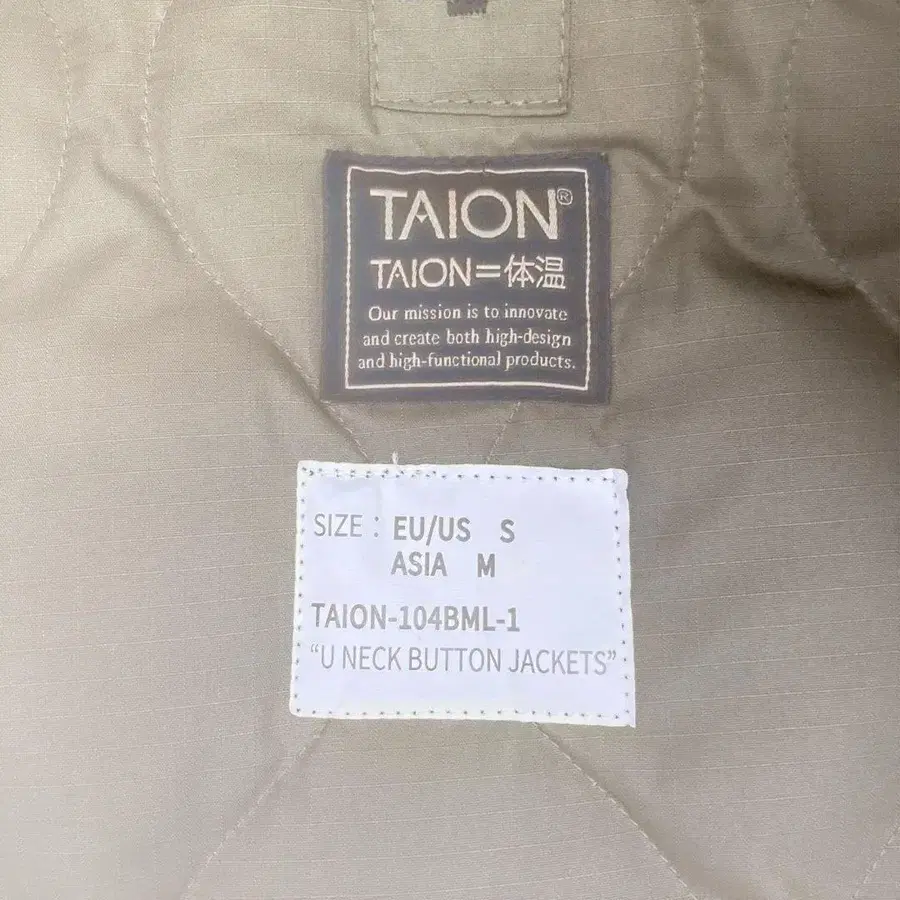 TAION®
TAION=体温
Our mission is to innovate
and create both high-design
and high-functional products.
SIZE : EU/US S
ASIA M
TAION-104BML-1
"U NECK BUTTON JACKETS"